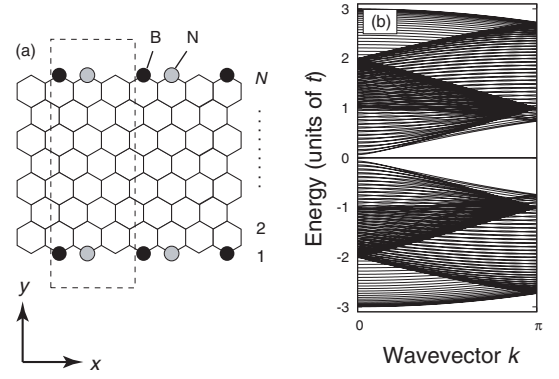 (a)
B
N
N
2
1
y
x
(b)
3
2
1
0
-1
-2
-3
0
π
Energy (units of t)
Wavevector k